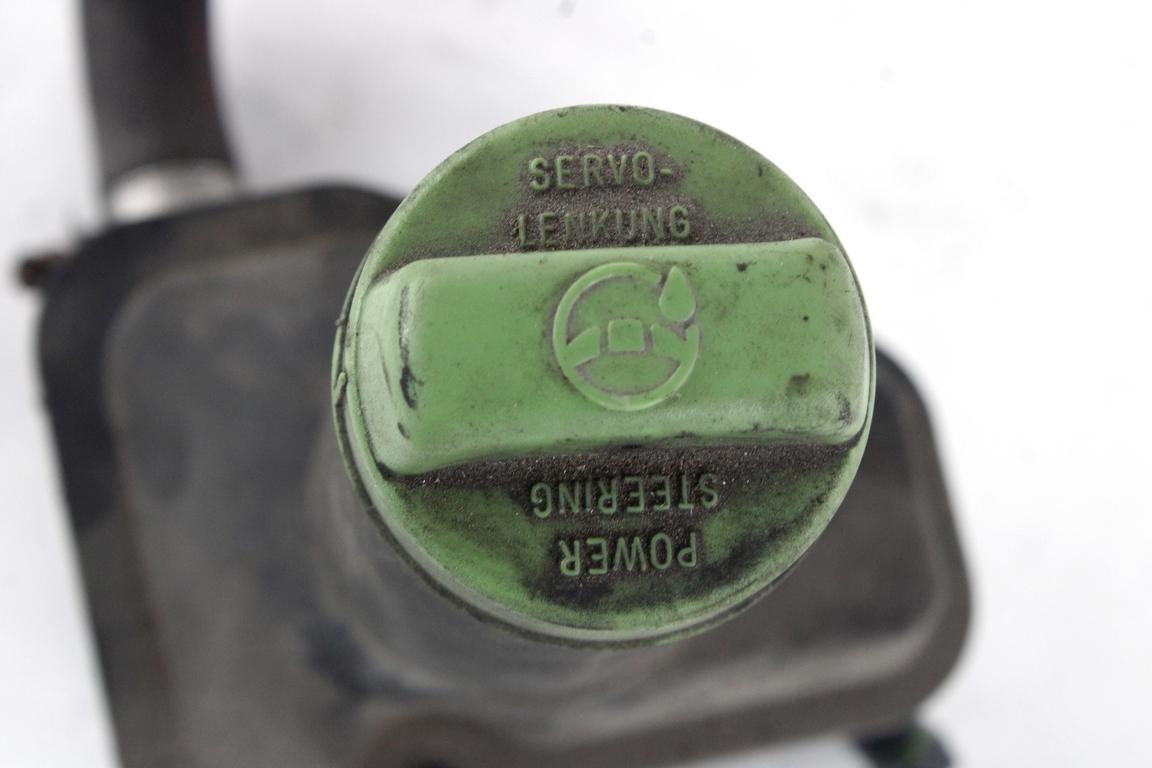 SERVO-
LENKUNG
POWER
STEERING